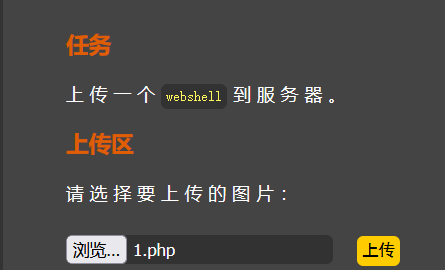 任务
上传一个 webshell 到服务器。
上传区
请选择要上传的图片：
浏览... 1.php 上传